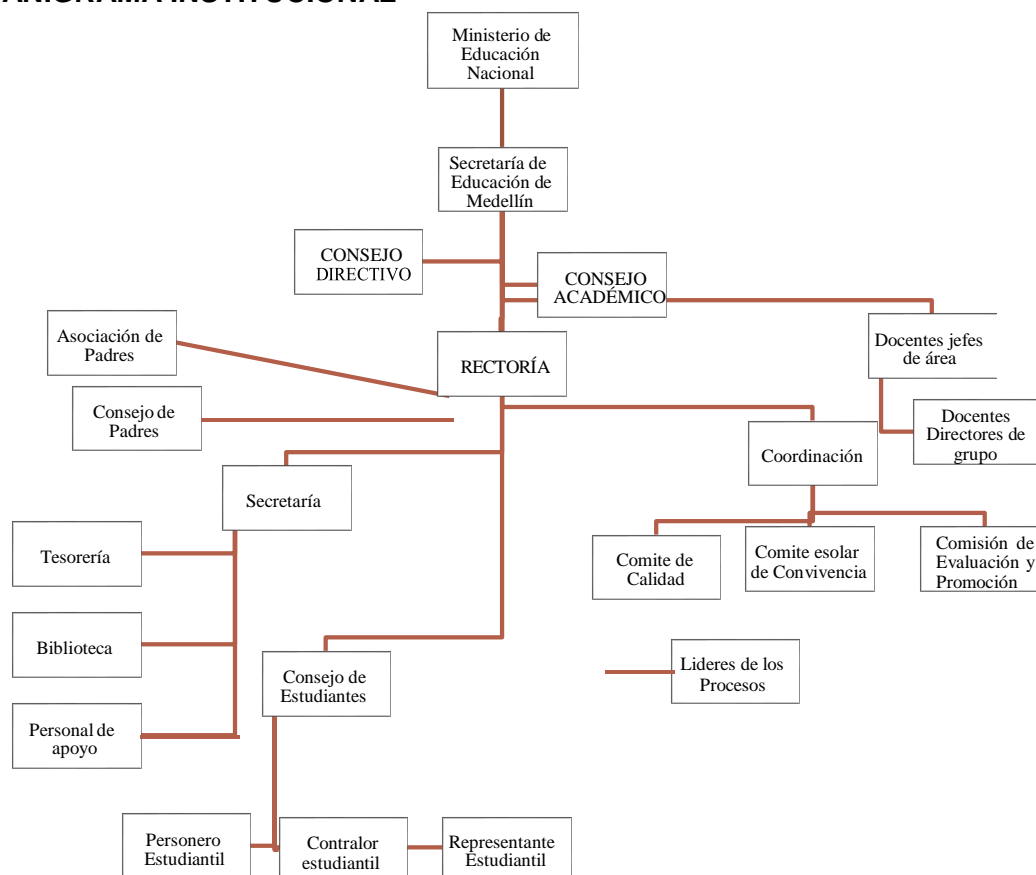 ANIGRAMA INSTITUCIONAL
Ministerio de
Educación
Nacional
Secretaría de
Educación de
Medellín
CONSEJO
DIRECTIVO
CONSEJO
ACADÉMICO
Asociación de
Padres
RECTORÍA
Docentes jefes
de área
Consejo de
Padres
Docentes
Directores de
grupo
Coordinación
Secretaría
Tesorería
Comite de
Calidad
Comite esolar
de Convivencia
Comisión de
Evaluación y
Promoción
Biblioteca
Consejo de
Estudiantes
Lideres de los
Procesos
Personal de
apoyo
Personero
Estudiantil
Contralor
estudiantil
Representante
Estudiantil